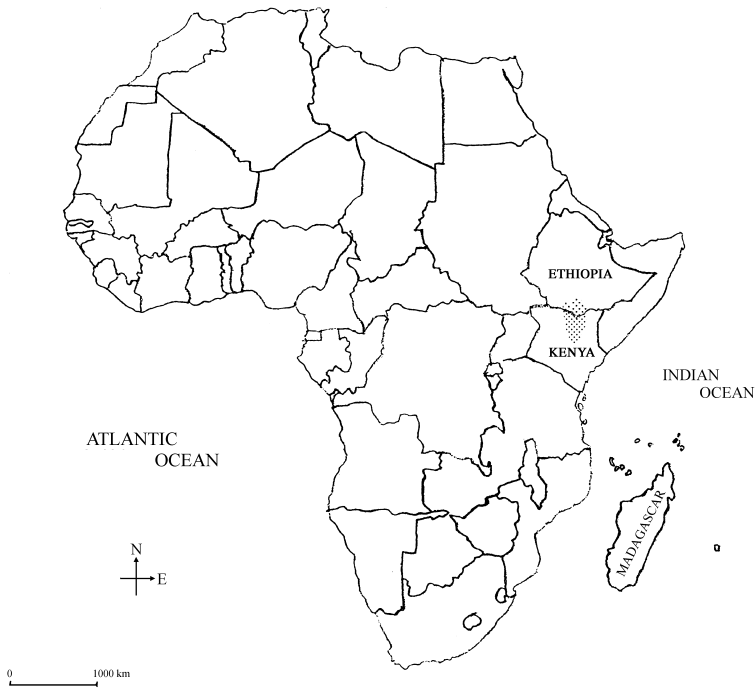 ETHIOPIA
KENYA
INDIAN
OCEAN
ATLANTIC
OCEAN
MADAGASCAR
N
E
0 1000 km